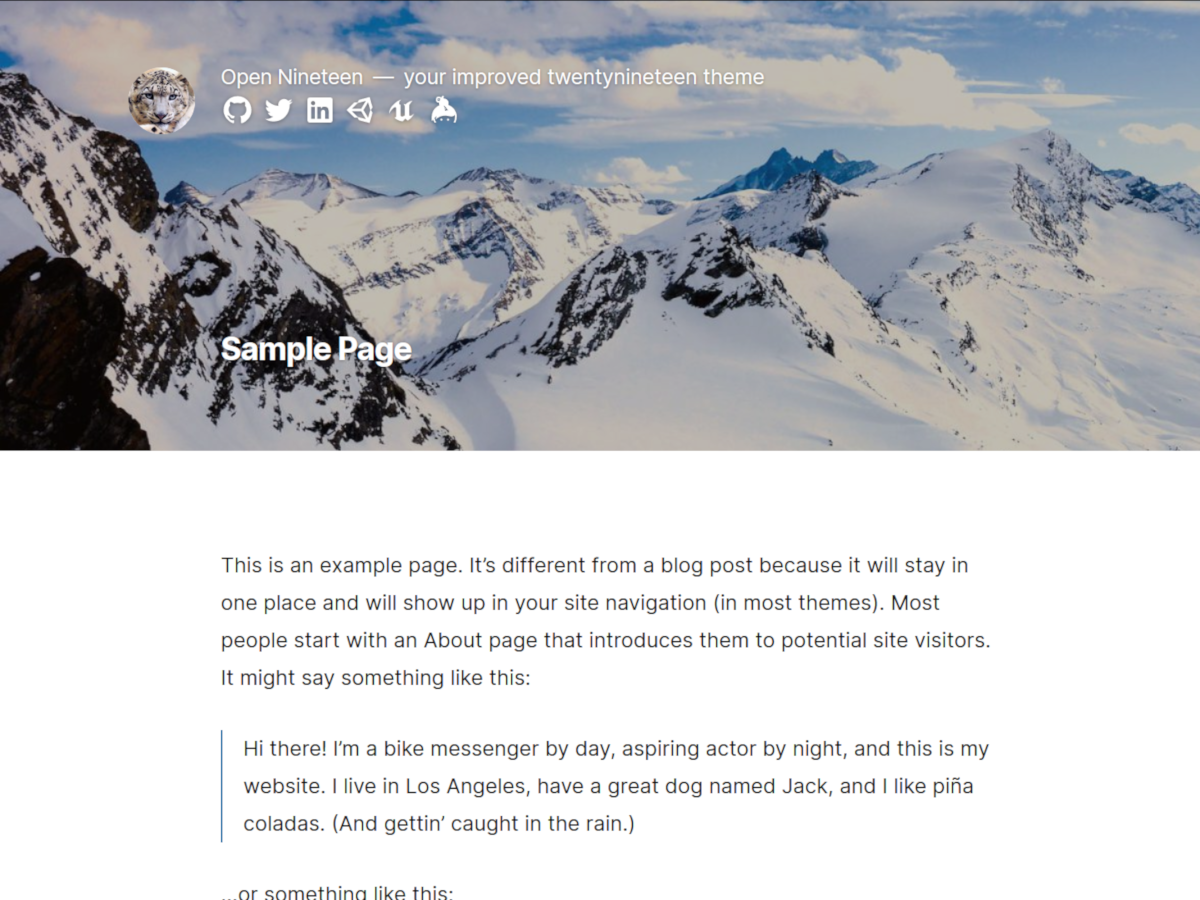 Open Nineteen — your improved twentynineteen theme
Sample Page
This is an example page. It’s different from a blog post because it will stay in
one place and will show up in your site navigation (in most themes). Most
people start with an About page that introduces them to potential site visitors.
It might say something like this:
Hi there! I’m a bike messenger by day, aspiring actor by night, and this is my
website. I live in Los Angeles, have a great dog named Jack, and I like piña
coladas. (And gettin’ caught in the rain.)
…or something like this: